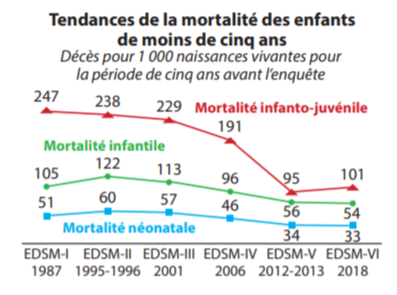 Tendances de la mortalité des enfants
de moins de cinq ans
Décès pour 1 000 naissances vivantes pour
la période de cinq ans avant l'enquête
247 238 229 191 95 101
Mortalité infanto-juvénile
Mortalité infantile
105 122 113 96 56 54
51 60 57 46 34 33
Mortalité néonatale
EDSM-I EDSM-II EDSM-III EDSM-IV EDSM-V EDSM-VI
1987 1995-1996 2001 2006 2012-2013 2018